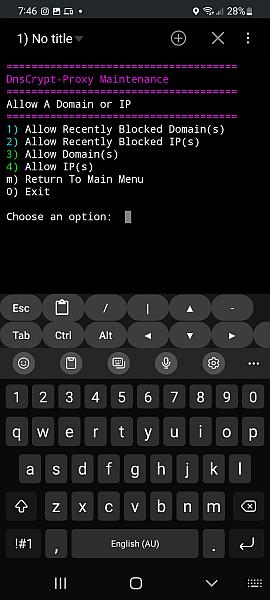 7:46 28%
1) No title
====================================
DnsCrypt-Proxy Maintenance
====================================
Allow A Domain or IP
====================================
1) Allow Recently Blocked Domain(s)
2) Allow Recently Blocked IP(s)
3) Allow Domain(s)
4) Allow IP(s)
m) Return To Main Menu
0) Exit
Choose an option:
Esc / | ▲ -
Tab Ctrl Alt ◄ ▼ ►
1 2 3 4 5 6 7 8 9 0
q w e r t y u i o p
a s d f g h j k l
z x c v b n m
!#1 , English (AU) .